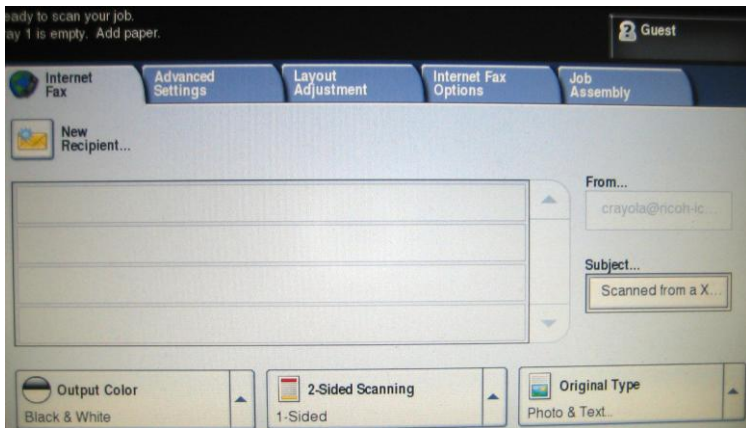 eady to scan your job.
ay 1 is empty. Add paper.
Guest
Internet
Fax
Advanced
Settings
Layout
Adjustment
Internet Fax
Options
Job
Assembly
New
Recipient...
From...
crayola@ricoh-ic...
Subject...
Scanned from a X...
Output Color
Black & White
2-Sided Scanning
1-Sided
Original Type
Photo & Text...